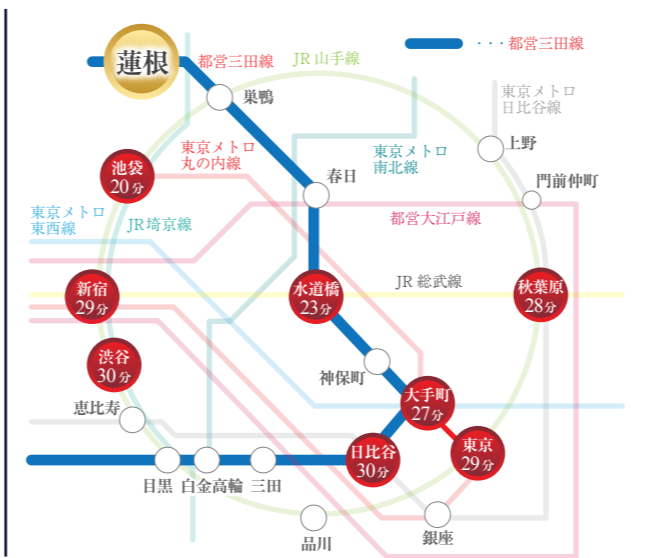 蓮根
都営三田線
JR山手線
・・・都営三田線
巣鴨
東京メトロ
日比谷線
上野
東京メトロ
丸の内線
東京メトロ
南北線
池袋
20分
春日
門前仲町
東京メトロ
東西線
JR埼京線
都営大江戸線
新宿
29分
水道橋
23分
JR総武線
秋葉原
28分
渋谷
30分
神保町
恵比寿
大手町
27分
日比谷
30分
東京
29分
目黒
白金高輪
三田
品川
銀座